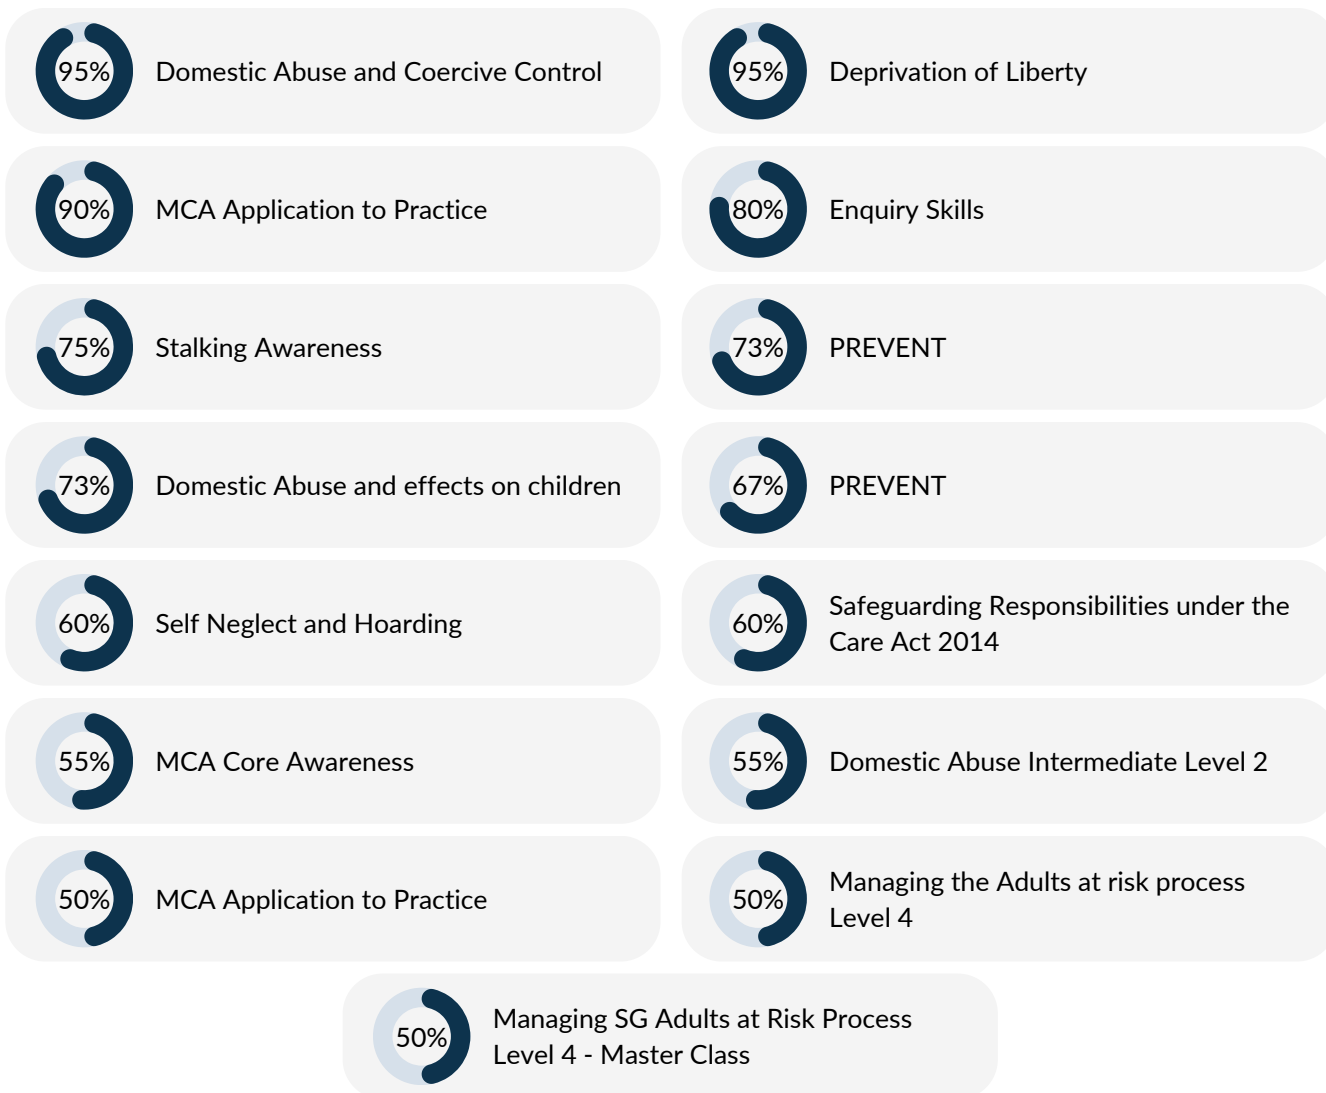 95%
Domestic Abuse and Coercive Control
95%
Deprivation of Liberty
90%
MCA Application to Practice
80%
Enquiry Skills
75%
Stalking Awareness
73%
PREVENT
73%
Domestic Abuse and effects on children
67%
PREVENT
60%
Self Neglect and Hoarding
60%
Safeguarding Responsibilities under the
Care Act 2014
55%
MCA Core Awareness
55%
Domestic Abuse Intermediate Level 2
50%
MCA Application to Practice
50%
Managing the Adults at risk process
Level 4
50%
Managing SG Adults at Risk Process
Level 4 - Master Class